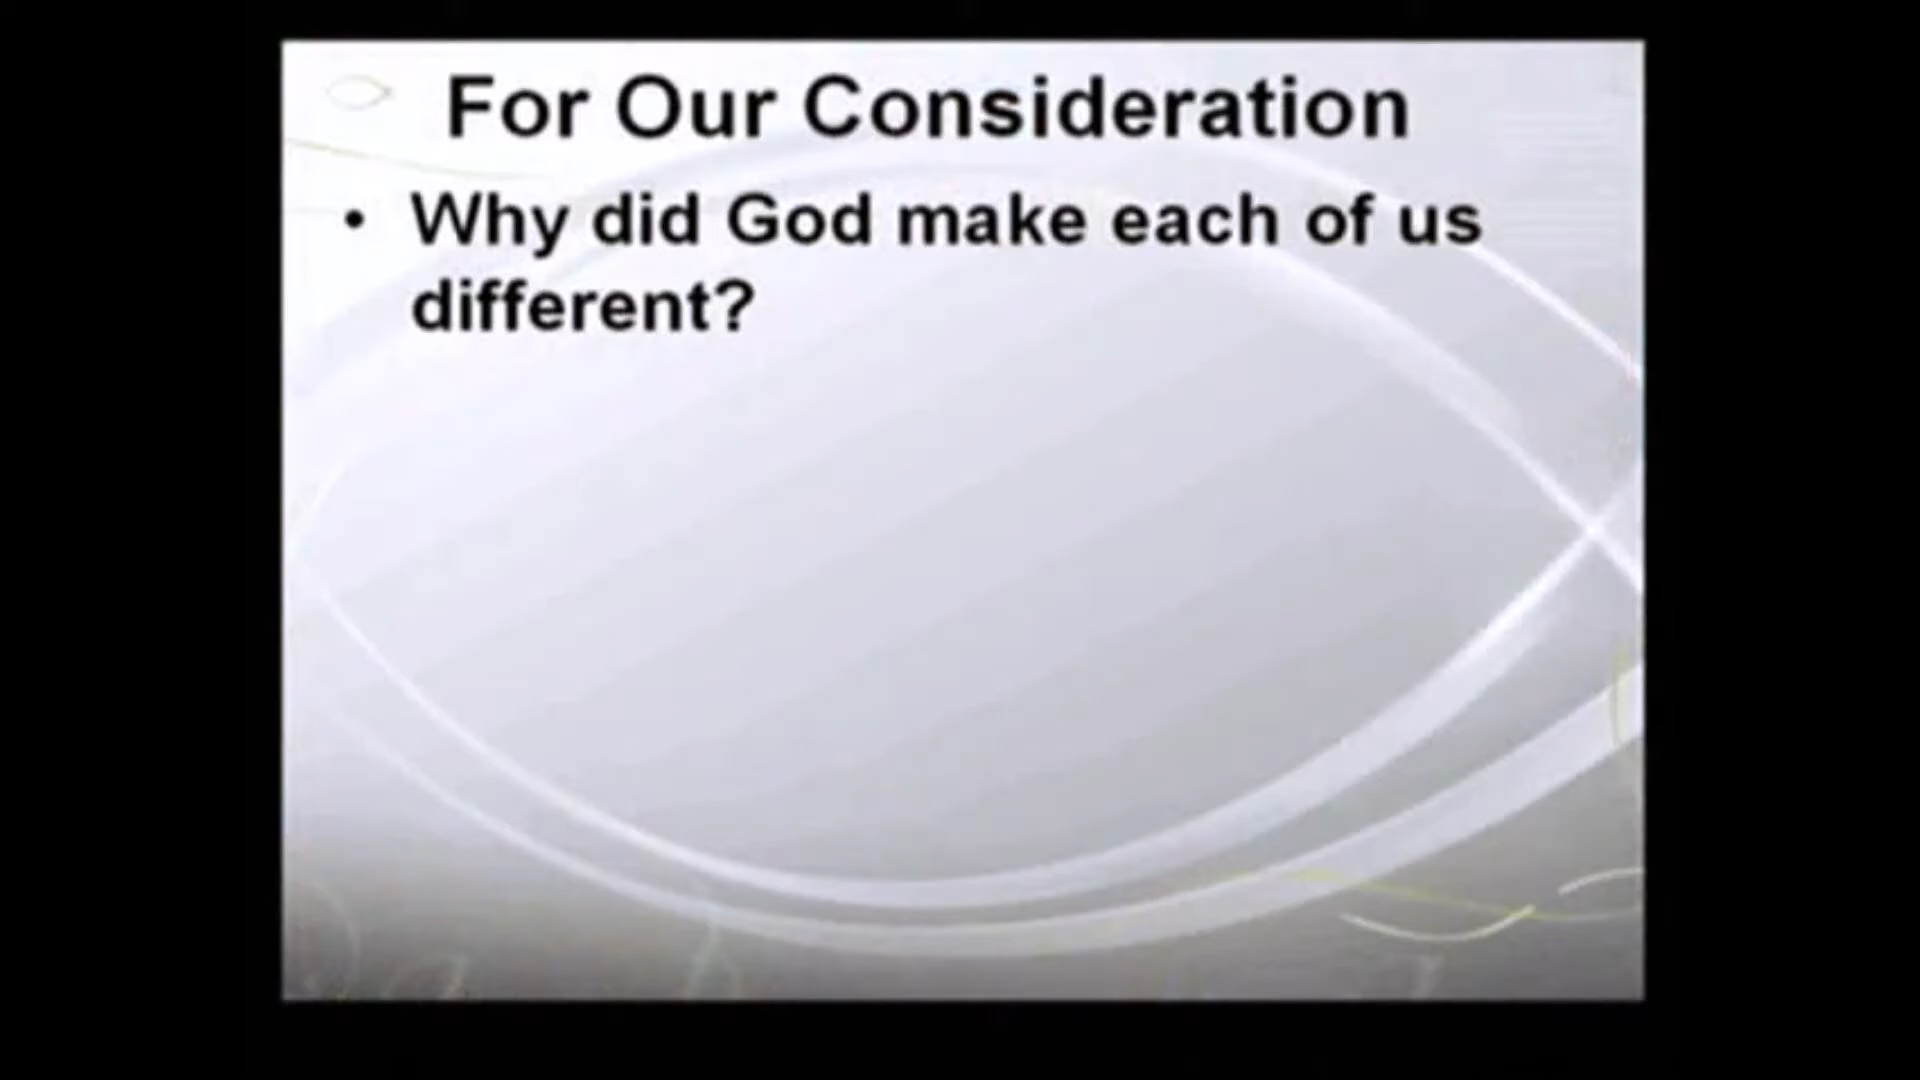 For Our Consideration
• Why did God make each of us
different?